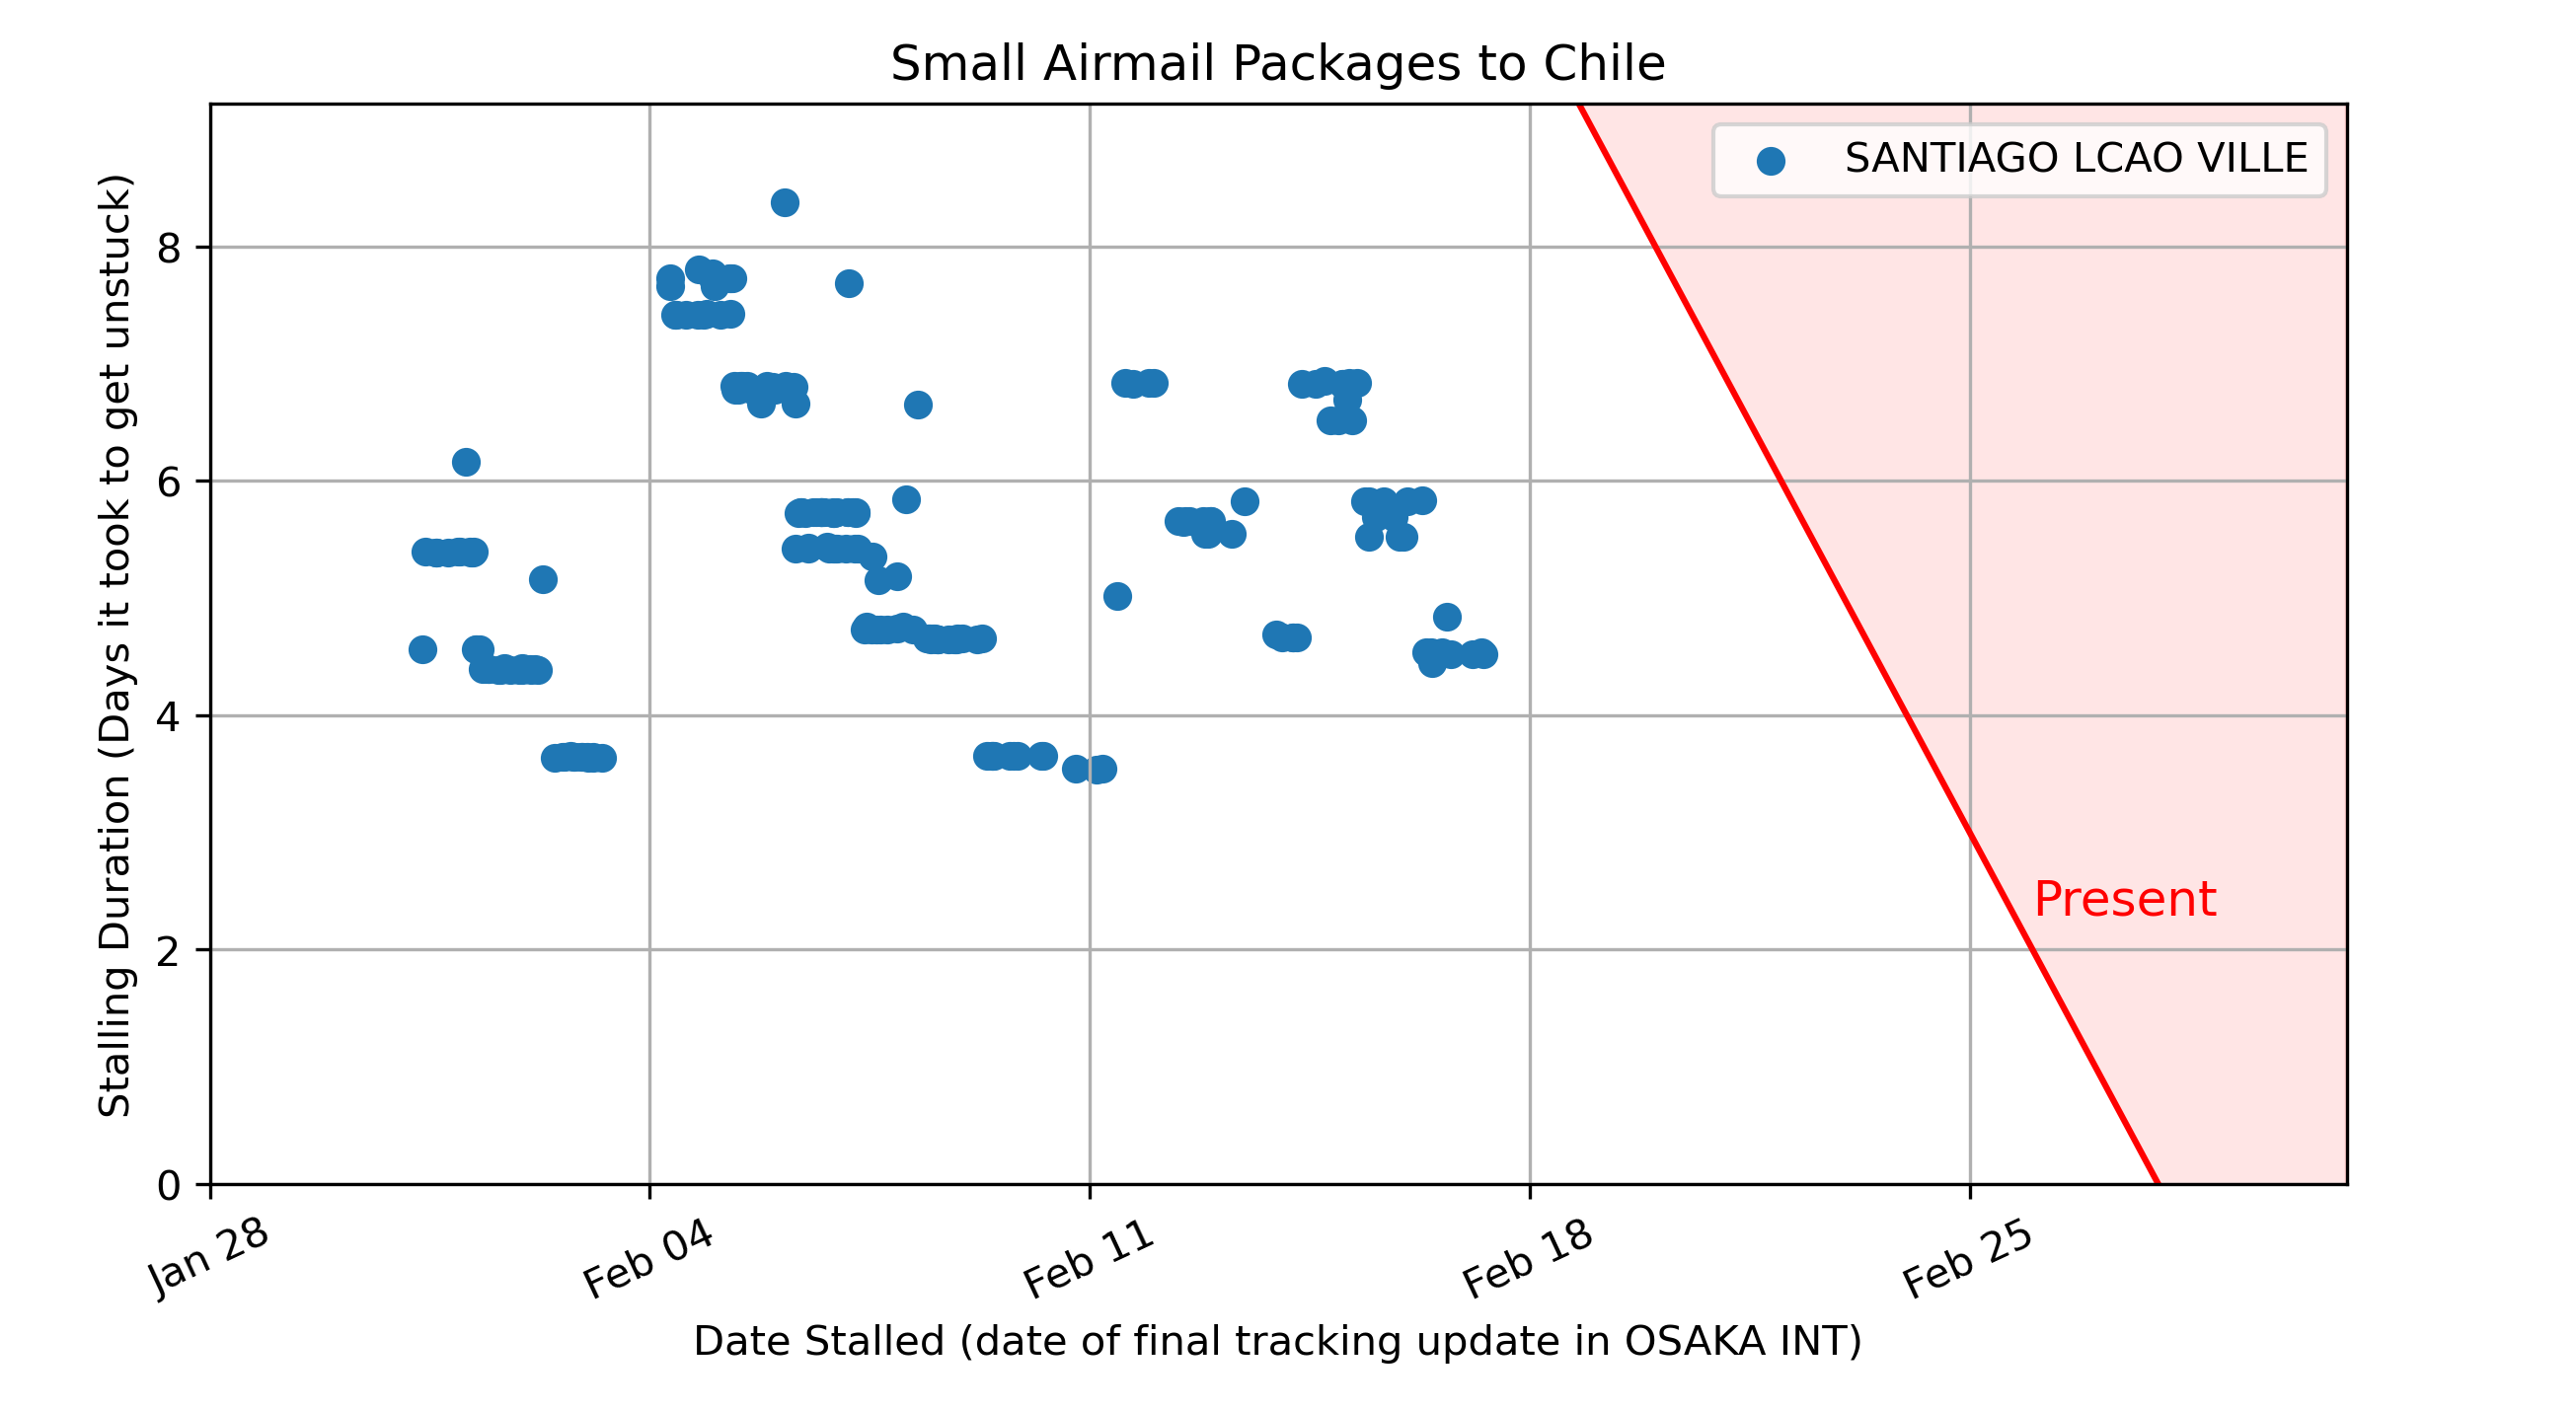 Small Airmail Packages to Chile
SANTIAGO LCAO VILLE
Stalling Duration (Days it took to get unstuck)
8
6
4
2
0
Present
Jan 28
Feb 04
Feb 11
Feb 18
Feb 25
Date Stalled (date of final tracking update in OSAKA INT)